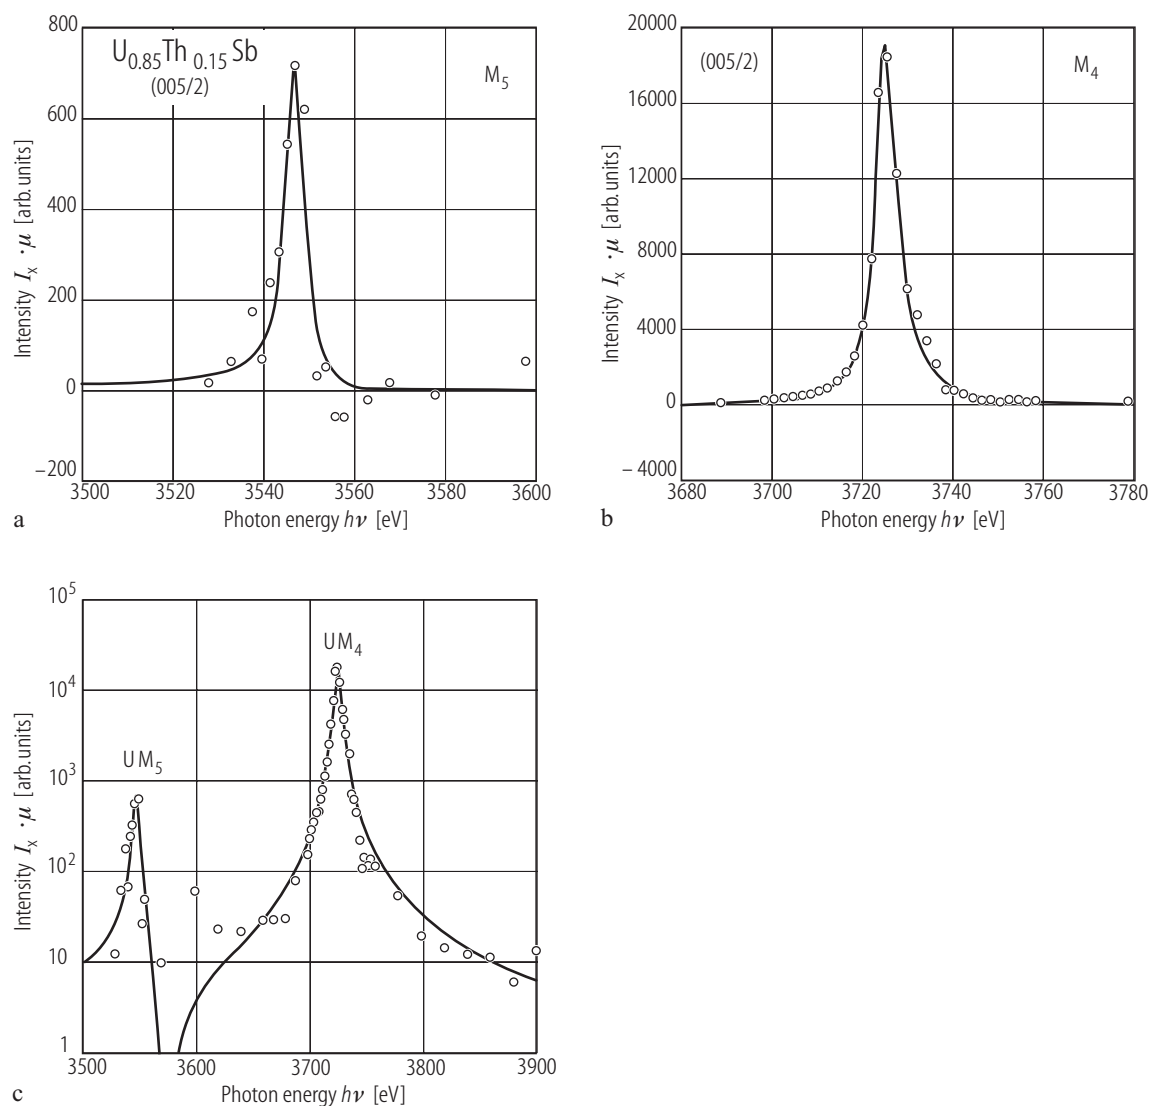 U0.85Th0.15Sb
(005/2)
M5
800
600
400
200
0
–200
3500 3520 3540 3560 3580 3600
Intensity Ix ·μ [arb.units]
Photon energy hν [eV]
a
(005/2)
M4
20000
16000
12000
8000
4000
0
– 4000
3680 3700 3720 3740 3760 3780
Intensity Ix ·μ [arb.units]
Photon energy hν [eV]
b
UM5
UM4
10^5
10^4
10^3
10^2
10
1
3500 3600 3700 3800 3900
Intensity Ix ·μ [arb.units]
Photon energy hν [eV]
c